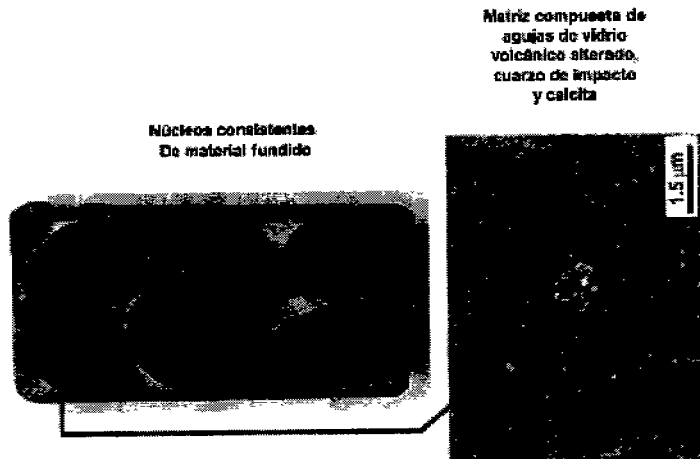 Núcleos consistentes
De material fundido
Matriz compuesta de
agujas de vidrio
volcánico alterado,
cuarzo de impacto
y calcita
1.5 µm